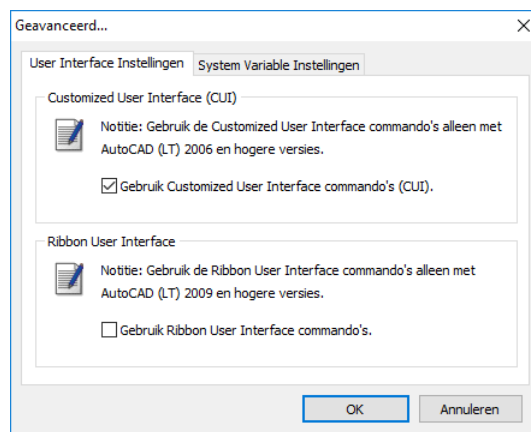 Geavanceerd...
User Interface Instellingen
System Variable Instellingen
Customized User Interface (CUI)
Notitie: Gebruik de Customized User Interface commando's alleen met
AutoCAD (LT) 2006 en hogere versies.
Gebruik Customized User Interface commando's (CUI).
Ribbon User Interface
Notitie: Gebruik de Ribbon User Interface commando's alleen met
AutoCAD (LT) 2009 en hogere versies.
Gebruik Ribbon User Interface commando's.
OK
Annuleren